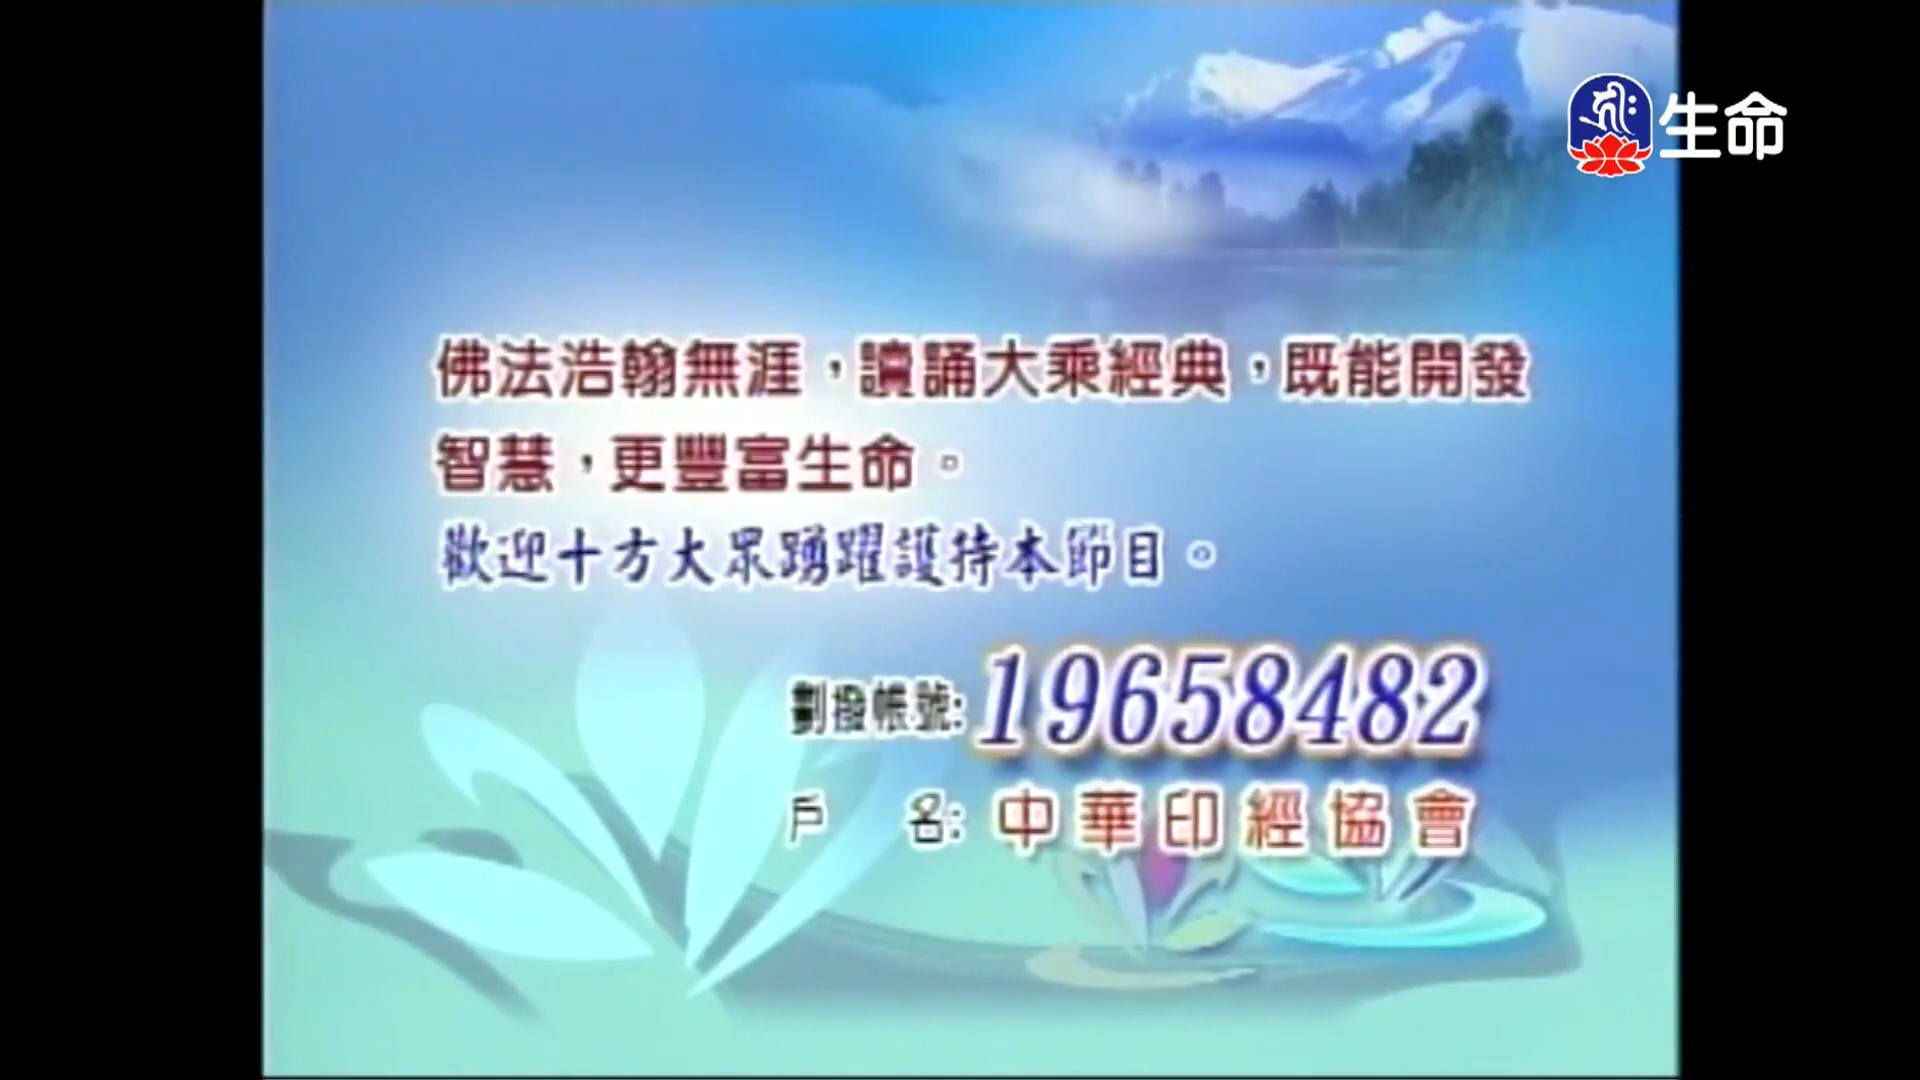 生命
佛法浩翰無涯，讀誦大乘經典，既能開發
智慧，更豐富生命。
歡迎十方大眾踴躍護持本節目。
劃撥帳號:19658482
戶 名:中華印經協會